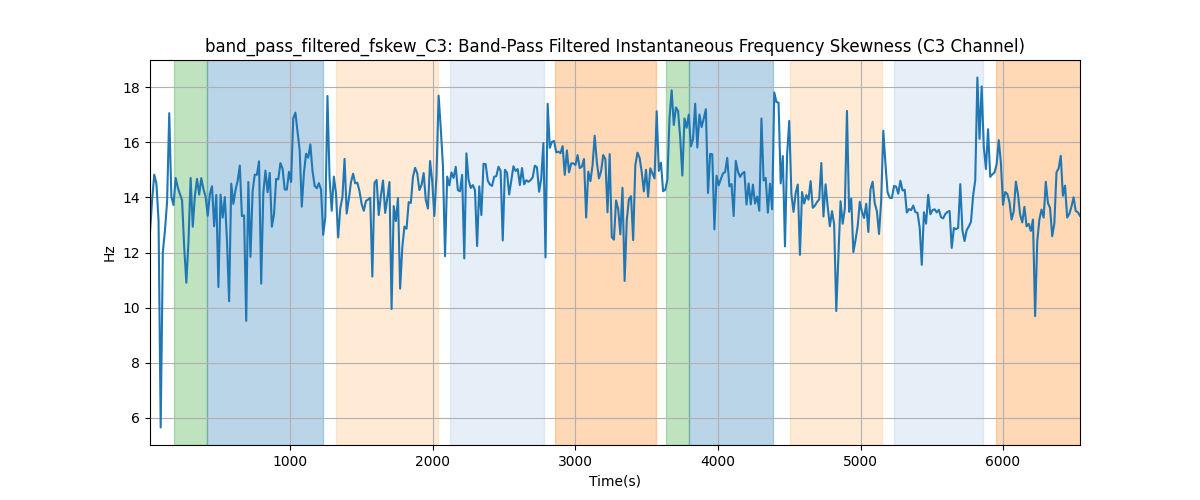 band_pass_filtered_fskew_C3: Band-Pass Filtered Instantaneous Frequency Skewness (C3 Channel)
18
16
14
12
10
8
6
Hz
1000 2000 3000 4000 5000 6000
Time(s)